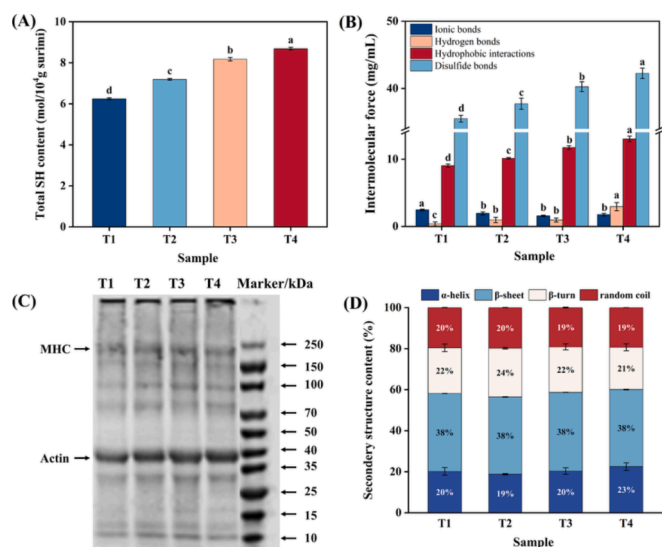 (A)
Total SH content (mol/10⁴g surimi)
10
8
6
4
2
0
d
c
b
a
T1 T2 T3 T4
Sample
(B)
Intermolecular force (mg/mL)
Ionic bonds
Hydrogen bonds
Hydrophobic interactions
Disulfide bonds
40
10
0
a c d d
b b c c
b b b b
b a a a
T1 T2 T3 T4
Sample
(C)
T1 T2 T3 T4 Marker/kDa
MHC
Actin
250
150
100
70
50
40
35
25
15
10
(D)
α-helix β-sheet β-turn random coil
Secondery structure content (%)
100
80
60
40
20
0
20% 20% 19% 19%
22% 24% 22% 21%
38% 38% 38% 38%
20% 19% 20% 23%
T1 T2 T3 T4
Sample